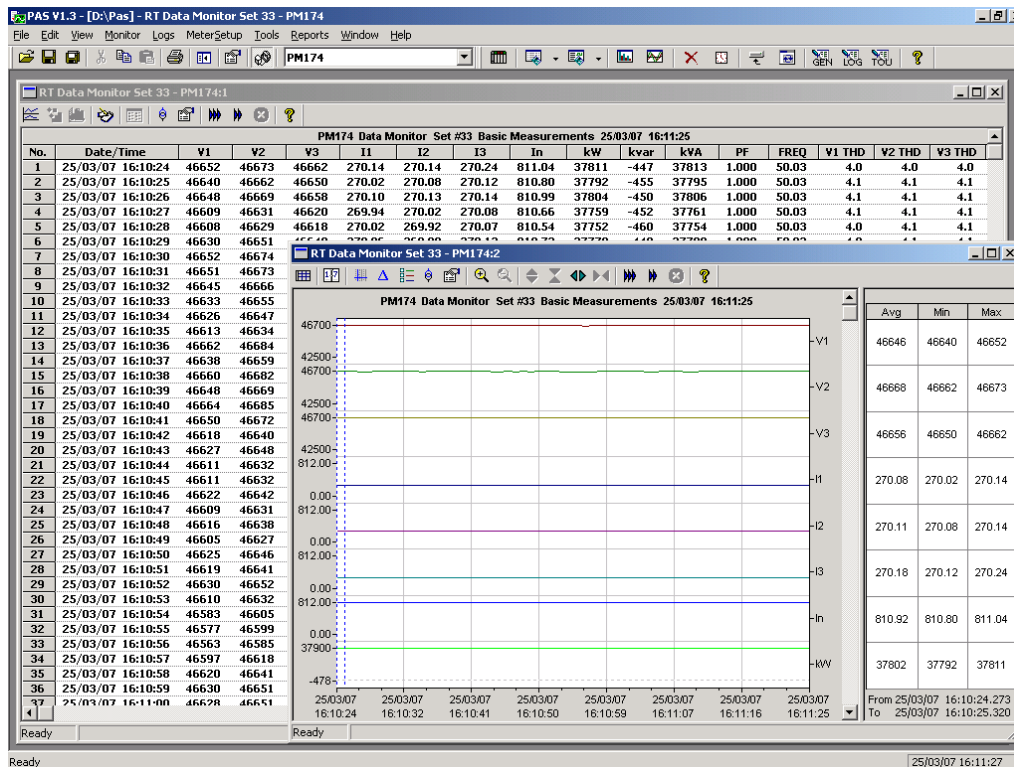 PAS V1.3 - [D:\Pas] - RT Data Monitor Set 33 - PM174
File Edit View Monitor Logs MeterSetup Tools Reports Window Help
PM174
GEN LOG TOU
RT Data Monitor Set 33 - PM174:1
PM174 Data Monitor Set #33 Basic Measurements 25/03/07 16:11:25
No. Date/Time V1 V2 V3 I1 I2 I3 In kW kvar kVA PF FREQ V1 THD V2 THD V3 THD
1 25/03/07 16:10:24 46652 46673 46662 270.14 270.14 270.24 811.04 37811 -447 37813 1.000 50.03 4.0 4.0 4.0
2 25/03/07 16:10:25 46640 46662 46650 270.02 270.08 270.12 810.80 37792 -455 37795 1.000 50.03 4.1 4.1 4.1
3 25/03/07 16:10:26 46648 46669 46658 270.10 270.13 270.14 810.99 37804 -450 37806 1.000 50.03 4.1 4.1 4.1
4 25/03/07 16:10:27 46609 46631 46620 269.94 270.02 270.08 810.66 37759 -452 37761 1.000 50.03 4.1 4.1 4.1
5 25/03/07 16:10:28 46608 46629 46618 270.02 269.92 270.07 810.54 37752 -460 37754 1.000 50.03 4.1 4.1 4.1
6 25/03/07 16:10:29 46630 46651
7 25/03/07 16:10:30 46652 46674
8 25/03/07 16:10:31 46651 46673
9 25/03/07 16:10:32 46645 46666
10 25/03/07 16:10:33 46633 46655
11 25/03/07 16:10:34 46626 46647
12 25/03/07 16:10:35 46613 46634
13 25/03/07 16:10:36 46662 46684
14 25/03/07 16:10:37 46638 46659
15 25/03/07 16:10:38 46660 46682
16 25/03/07 16:10:39 46648 46669
17 25/03/07 16:10:40 46664 46685
18 25/03/07 16:10:41 46650 46672
19 25/03/07 16:10:42 46618 46640
20 25/03/07 16:10:43 46627 46648
21 25/03/07 16:10:44 46611 46632
22 25/03/07 16:10:45 46611 46632
23 25/03/07 16:10:46 46622 46642
24 25/03/07 16:10:47 46609 46631
25 25/03/07 16:10:48 46616 46638
26 25/03/07 16:10:49 46605 46627
27 25/03/07 16:10:50 46625 46646
28 25/03/07 16:10:51 46619 46641
29 25/03/07 16:10:52 46630 46652
30 25/03/07 16:10:53 46610 46632
31 25/03/07 16:10:54 46583 46605
32 25/03/07 16:10:55 46577 46599
33 25/03/07 16:10:56 46563 46585
34 25/03/07 16:10:57 46597 46618
35 25/03/07 16:10:58 46620 46641
36 25/03/07 16:10:59 46630 46651
37 25/03/07 16:11:00 46628 46651
Ready
RT Data Monitor Set 33 - PM174:2
PM174 Data Monitor Set #33 Basic Measurements 25/03/07 16:11:25
Avg Min Max
46700
V1
46646 46640 46652
42500
46700
V2
46668 46662 46673
42500
46700
V3
46656 46650 46662
42500
812.00
I1
270.08 270.02 270.14
0.00
812.00
I2
270.11 270.08 270.14
0.00
812.00
I3
270.18 270.12 270.24
0.00
812.00
In
810.92 810.80 811.04
0.00
37900
kW
37802 37792 37811
-478
25/03/07 25/03/07 25/03/07 25/03/07 25/03/07 25/03/07 25/03/07 25/03/07
16:10:24 16:10:32 16:10:41 16:10:50 16:10:59 16:11:07 16:11:16 16:11:25
From 25/03/07 16:10:24.273
To 25/03/07 16:10:25.320
Ready
Ready
25/03/07 16:11:27